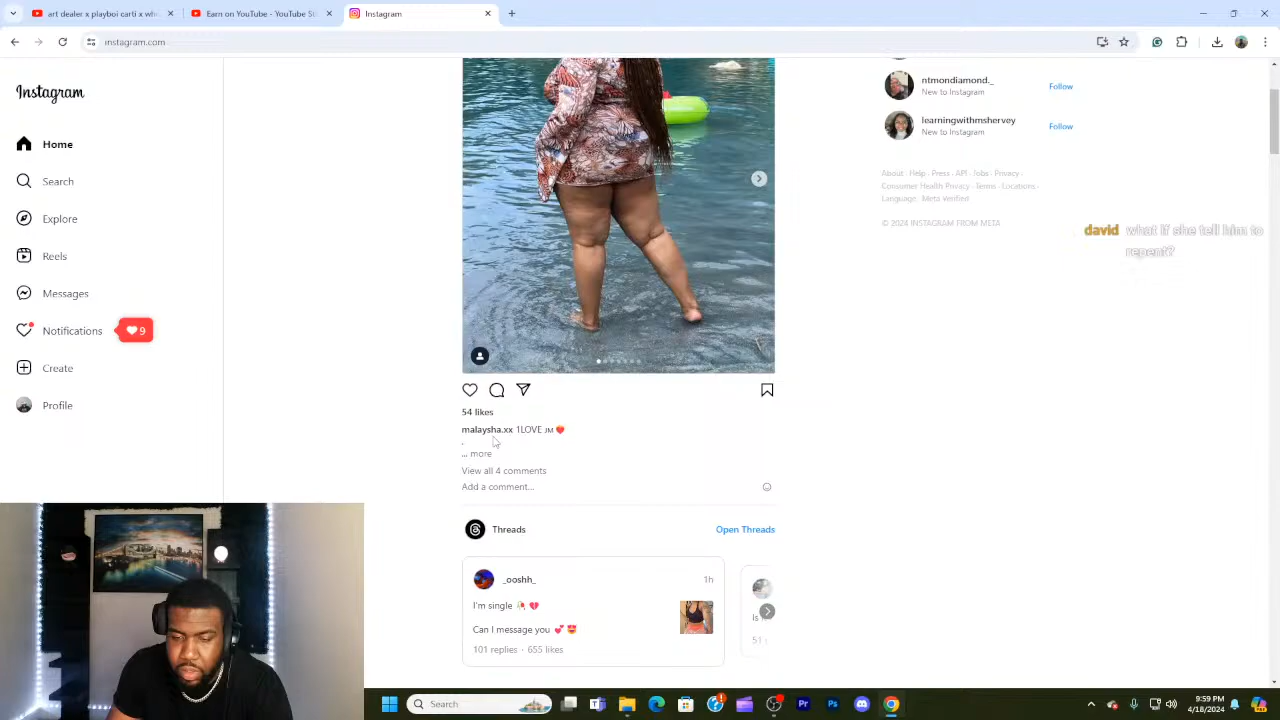 art dealer x playboi carti x whe
Earn on YouTube Su
Instagram
instagram.com
Instagram
Home
Search
Explore
Reels
Messages
Notifications
9
Create
Profile
54 likes
malaysha.xx 1LOVE JM
.
... more
View all 4 comments
Add a comment...
Threads
Open Threads
_ooshh_
1h
I'm single
Can I message you
101 replies · 655 likes
51
ntmondiamond._
New to Instagram
Follow
learningwithmshervey
New to Instagram
Follow
About · Help · Press · API · Jobs · Privacy ·
Consumer Health Privacy · Terms · Locations ·
Language · Meta Verified
© 2024 INSTAGRAM FROM META
david what if she tell him to
repent?
Search
9:59 PM
4/18/2024